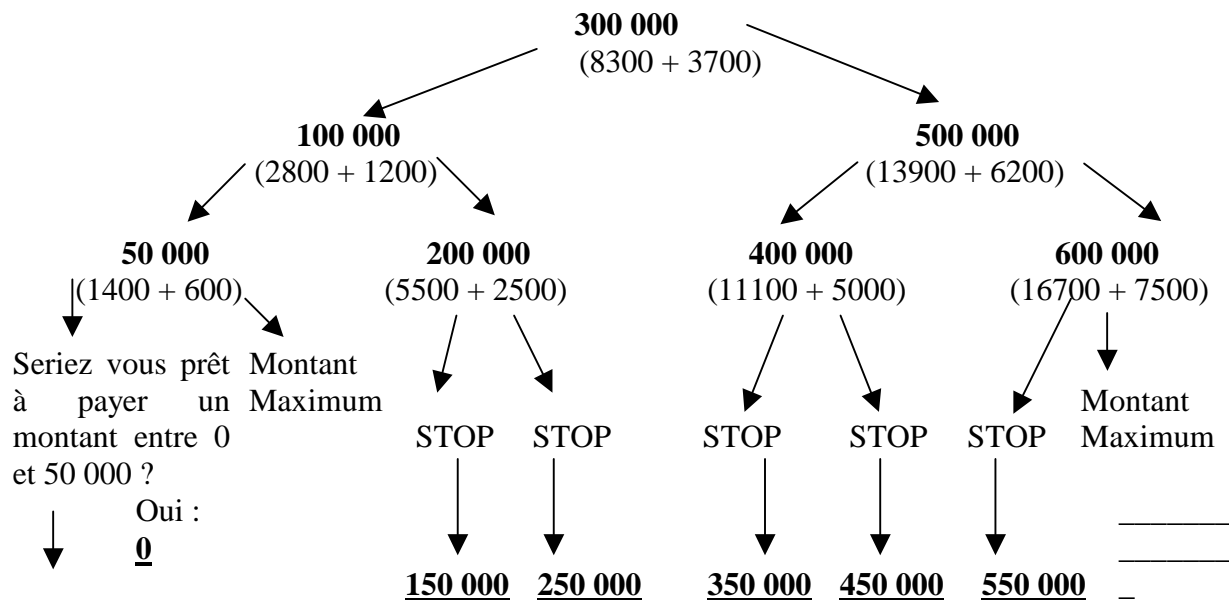 300 000
(8300 + 3700)
100 000
500 000
(2800 + 1200)
(13900 + 6200)
50 000
200 000
400 000
600 000
(1400 + 600)
(5500 + 2500)
(11100 + 5000)
(16700 + 7500)
Seriez vous prêt
à payer un
montant entre 0
et 50 000 ?
Montant
Maximum
STOP
STOP
STOP
STOP
STOP
Montant
Maximum
Oui :
0
150 000
250 000
350 000
450 000
550 000